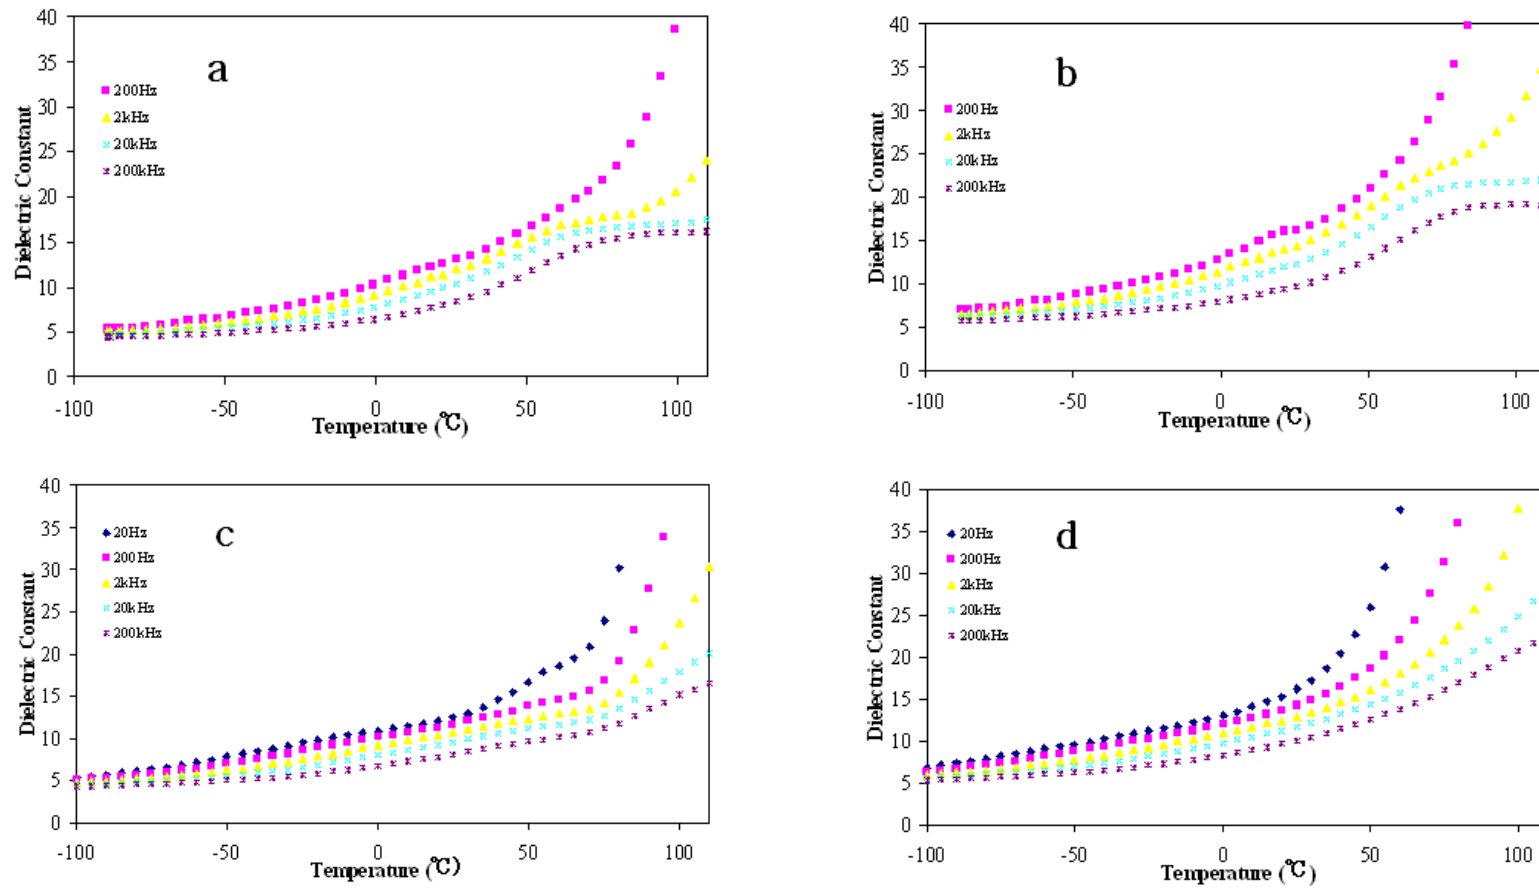 a
40
35
30
25
20
15
10
5
0
Dielectric Constant
200Hz
2kHz
20kHz
200kHz
-100 -50 0 50 100
Temperature (℃)
b
40
35
30
25
20
15
10
5
0
Dielectric Constant
200Hz
2kHz
20kHz
200kHz
-100 -50 0 50 100
Temperature (℃)
c
40
35
30
25
20
15
10
5
0
Dielectric Constant
20Hz
200Hz
2kHz
20kHz
200kHz
-100 -50 0 50 100
Temperature (℃)
d
40
35
30
25
20
15
10
5
0
Dielectric Constant
20Hz
200Hz
2kHz
20kHz
200kHz
-100 -50 0 50 100
Temperature (℃)